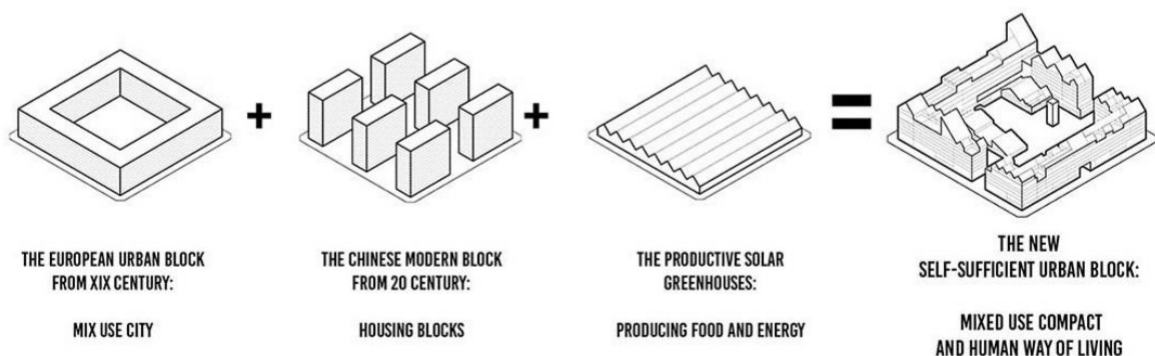 THE EUROPEAN URBAN BLOCK
FROM XIX CENTURY:
MIX USE CITY
+
THE CHINESE MODERN BLOCK
FROM 20 CENTURY:
HOUSING BLOCKS
+
THE PRODUCTIVE SOLAR
GREENHOUSES:
PRODUCING FOOD AND ENERGY
=
THE NEW
SELF-SUFFICIENT URBAN BLOCK:
MIXED USE COMPACT
AND HUMAN WAY OF LIVING